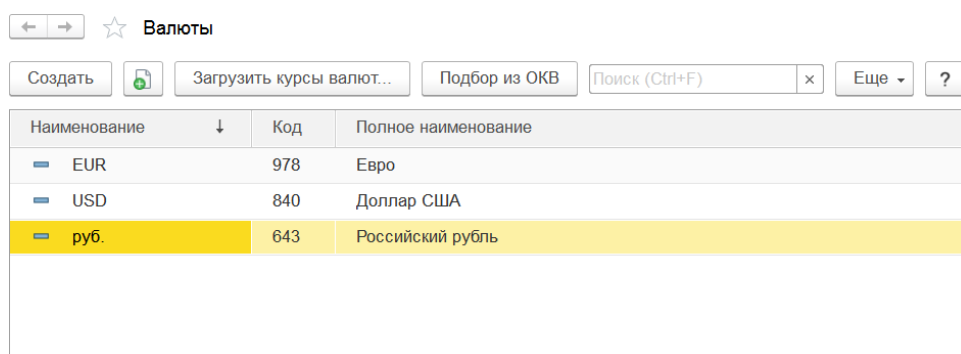 Валюты
Создать Загрузить курсы валют... Подбор из ОКВ Поиск (Ctrl+F) × Еще ?
Наименование ↓ Код Полное наименование
EUR 978 Евро
USD 840 Доллар США
руб. 643 Российский рубль